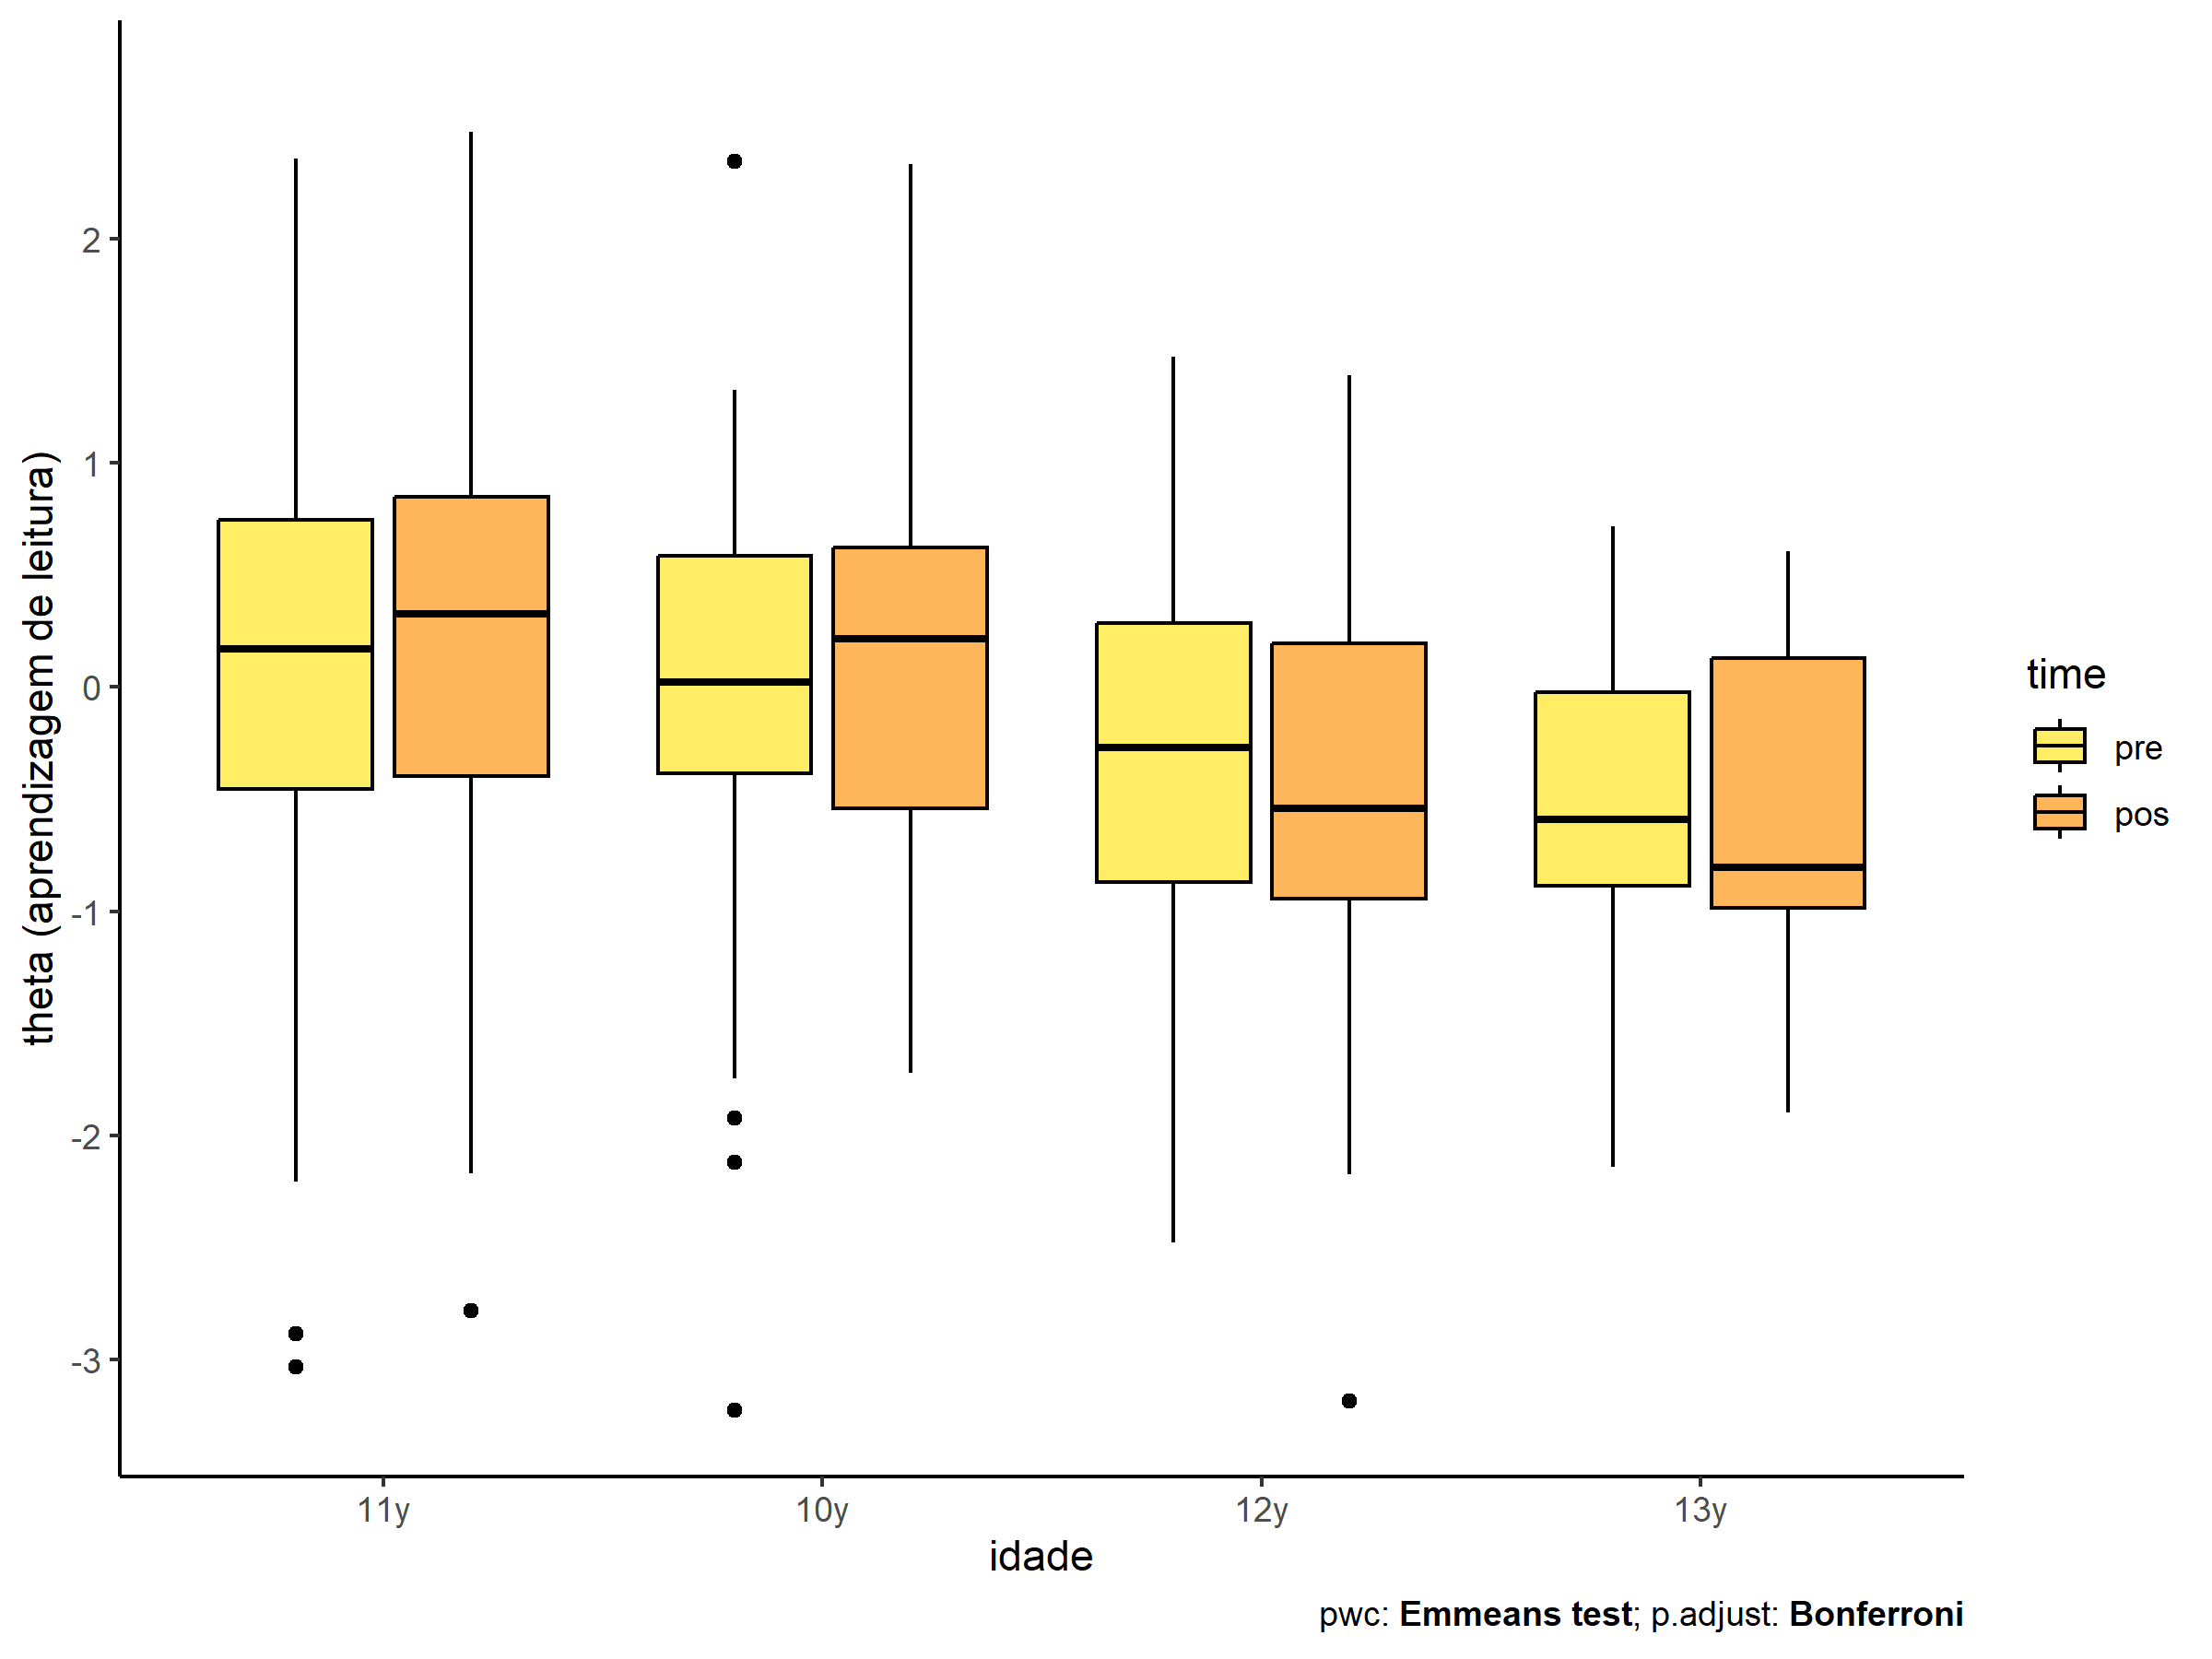 theta (aprendizagem de leitura)
2
1
0
-1
-2
-3
11y
10y
12y
13y
idade
time
pre
pos
pwc: Emmeans test; p.adjust: Bonferroni